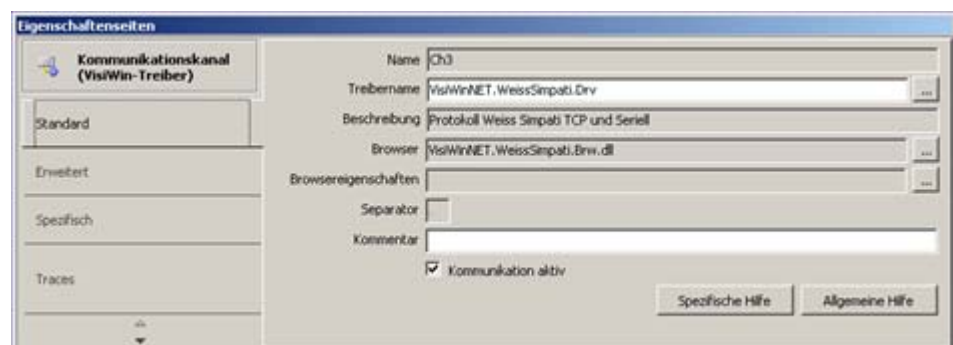 Eigenschaftenseiten
Kommunikationskanal
(VisiWin-Treiber)
Standard
Erweitert
Spezifisch
Traces
Name Ch3
Treibername VisiWinNET.WeissSimpati.Drv ...
Beschreibung Protokoll Weiss Simpati TCP und Seriell
Browser VisiWinNET.WeissSimpati.Brw.dll ...
Browsereigenschaften ...
Separator
Kommentar
Kommunikation aktiv
Spezifische Hilfe Allgemeine Hilfe